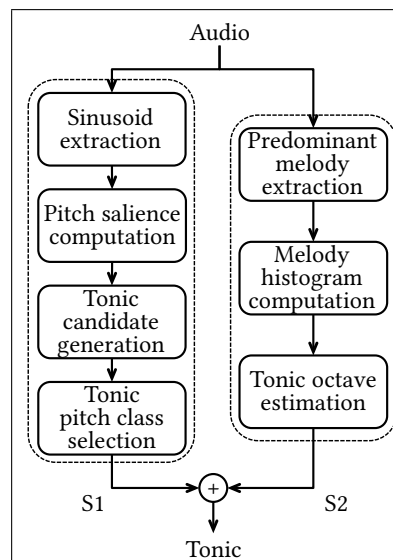 Audio
Sinusoid
extraction
Pitch salience
computation
Tonic
candidate
generation
Tonic
pitch class
selection
S1
Predominant
melody
extraction
Melody
histogram
computation
Tonic octave
estimation
S2
+
Tonic